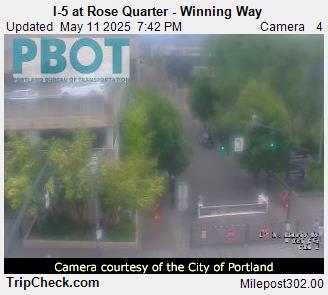 I-5 at Rose Quarter - Winning Way
Updated May 11 2025 7:42 PM Camera 4
PBOT
PORTLAND BUREAU OF TRANSPORTATION
Camera courtesy of the City of Portland
TripCheck.com Milepost302.00